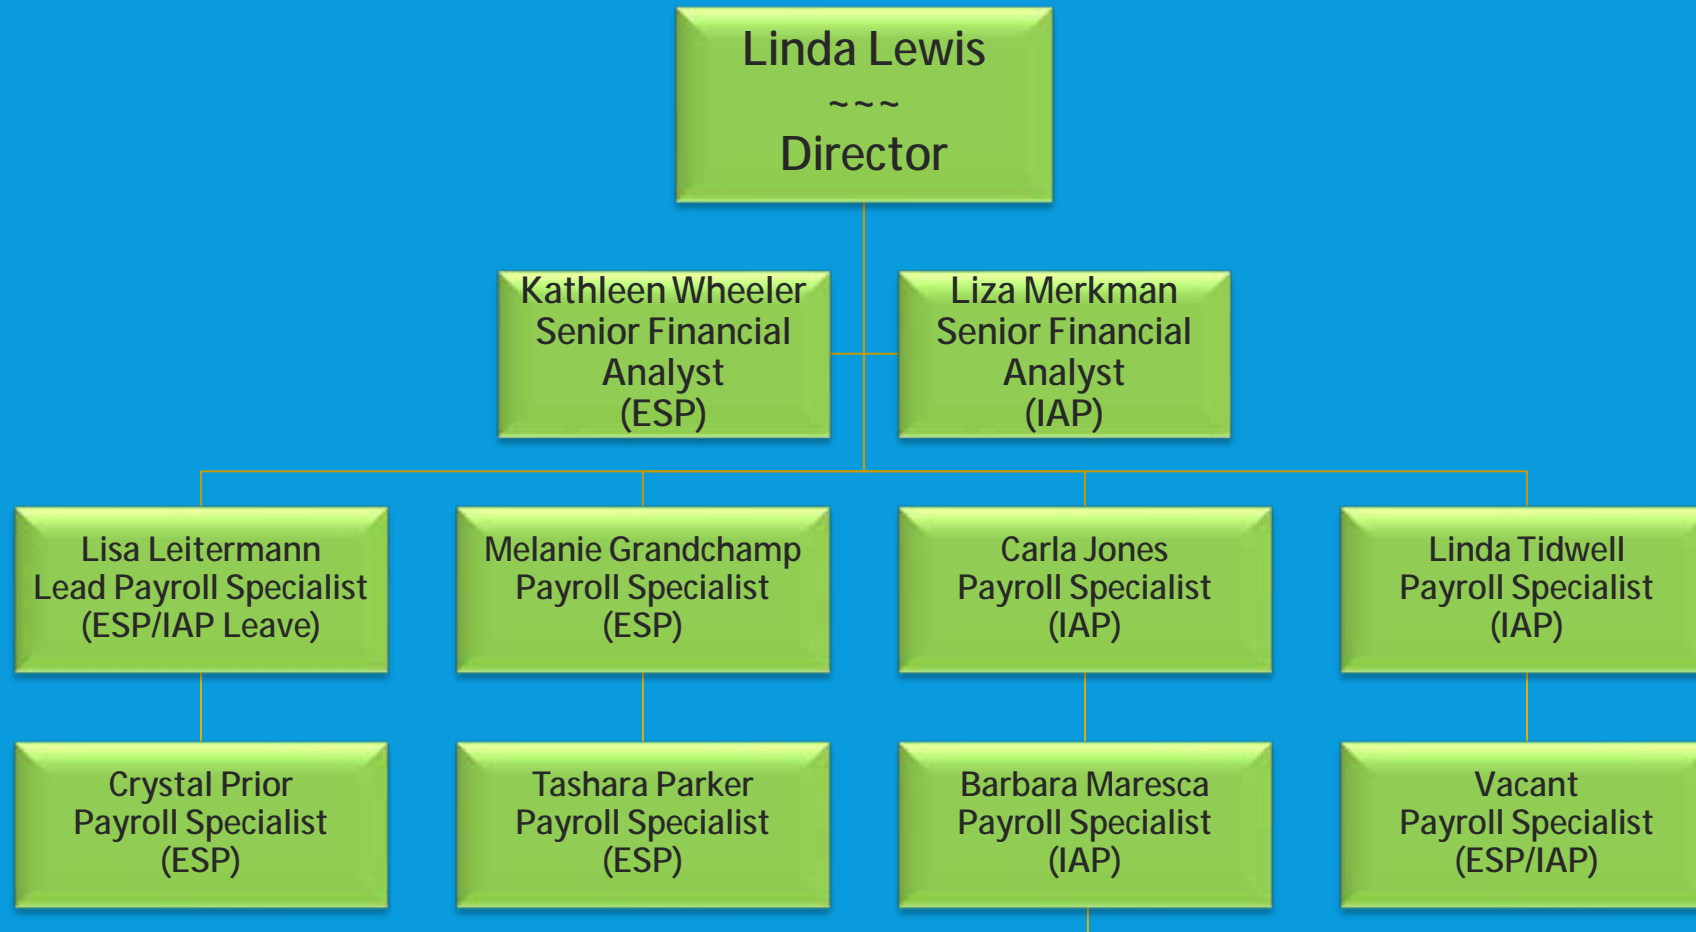 Linda Lewis
~~~
Director
Kathleen Wheeler
Senior Financial
Analyst
(ESP)
Liza Merkman
Senior Financial
Analyst
(IAP)
Lisa Leitermann
Lead Payroll Specialist
(ESP/IAP Leave)
Melanie Grandchamp
Payroll Specialist
(ESP)
Carla Jones
Payroll Specialist
(IAP)
Linda Tidwell
Payroll Specialist
(IAP)
Crystal Prior
Payroll Specialist
(ESP)
Tashara Parker
Payroll Specialist
(ESP)
Barbara Maresca
Payroll Specialist
(IAP)
Vacant
Payroll Specialist
(ESP/IAP)